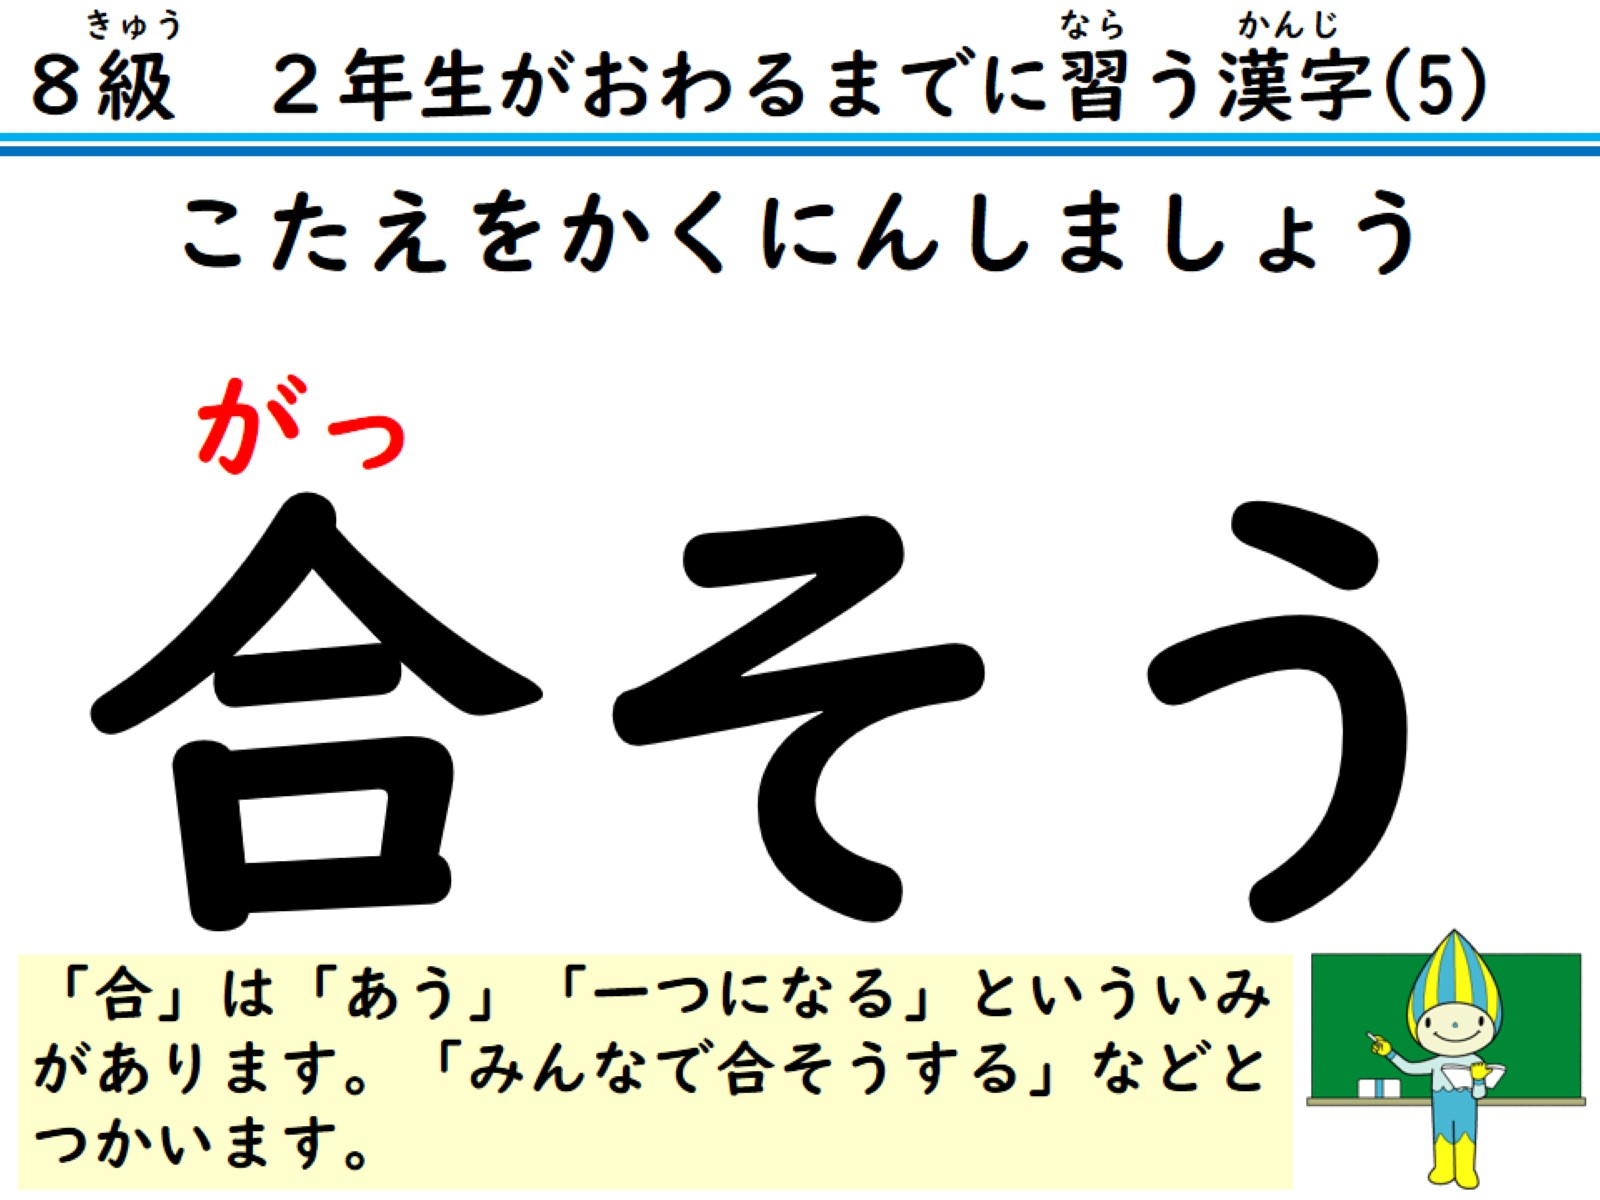 きゅう なら かんじ
８級 ２年生がおわるまでに習う漢字(5)
こたえをかくにんしましょう
がっ
合そう
「合」は「あう」「一つになる」といういみ
があります。「みんなで合そうする」などと
つかいます。